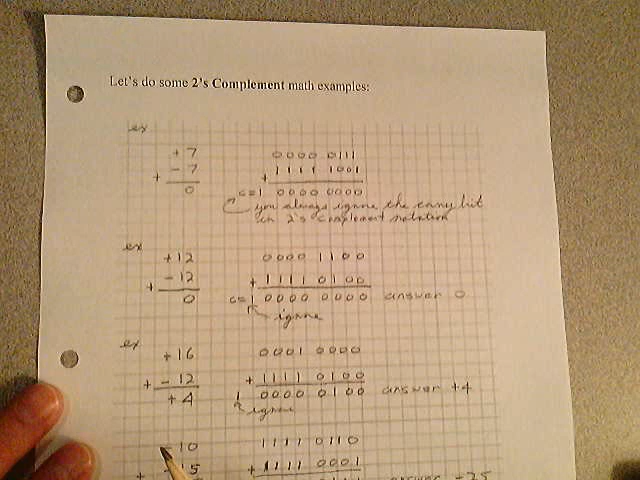 Let's do some 2's Complement math examples:
ex
+7 0000 0111
+ -7 + 1111 1001
0 c=1 0000 0000
you always ignore the carry bit
in 2's complement notation
ex
+12 0000 1100
+ -12 + 1111 0100
0 c=1 0000 0000 answer 0
ignore
ex
+16 0001 0000
+ -12 + 1111 0100
+4 1 0000 0100 answer +4
ignore
-10 1111 0110
+ -15 + 1111 0001
answer -25